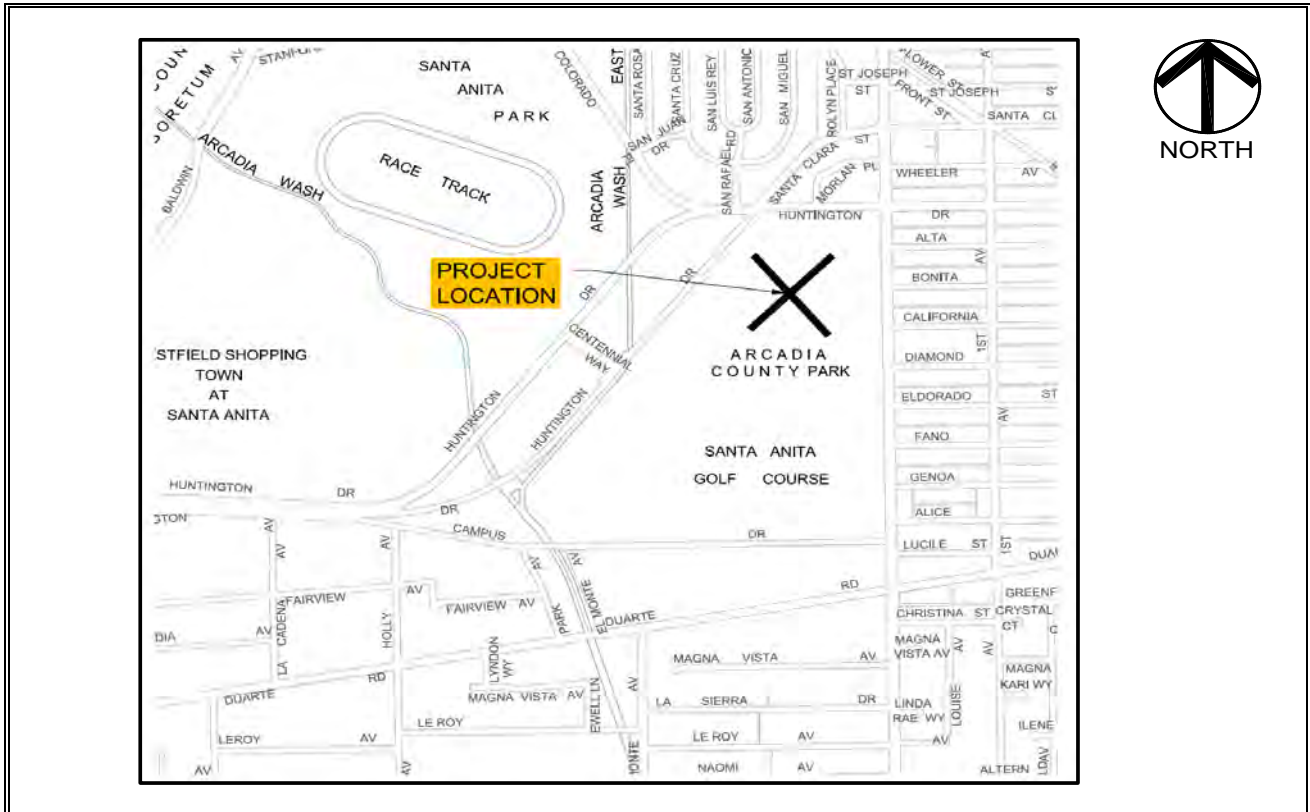 STANFORD
AV
SANTA
ANITA
PARK
COLORADO
EAST
SANTA ROSA
SANTA CRUZ
SAN LUIS REY
SAN ANTONIO
SAN MIGUEL
ROLYN PLACE
ST JOSEPH
ST
LOWER ST
ST JOSEPH
FRONT ST
SANTA CL
NORTH
ARCADIA
WASH
BALDWIN
RACE TRACK
ARCADIA
WASH
SAN JUAN
DR
SAN RAFAEL
RD
SANTA CLARA
ST
MORLAN PL
WHEELER
AV
HUNTINGTON
DR
ALTA
AV
BONITA
CALIFORNIA
DIAMOND
1ST
ELDORADO
ST
AV
FANO
GENOA
ALICE
LUCILE ST
1ST
PROJECT
LOCATION
DR
DR
CENTENNIAL
WAY
ARCADIA
COUNTY PARK
STFIELD SHOPPING
TOWN
AT
SANTA ANITA
HUNTINGTON
HUNTINGTON
SANTA ANITA
GOLF COURSE
HUNTINGTON
DR
DR
CAMPUS
DR
AV
AV
AV
AV
AV
RD
FAIRVIEW
AV
FAIRVIEW AV
LA CADENA
AV
HOLLY
PARK
EL MONTE
DUARTE
CHRISTINA ST
GREENF
CRYSTAL
CT
LYNDON
WY
MAGNA VISTA
AV
MAGNA
VISTA AV
AV
AV
MAGNA
KARI WY
DUARTE
RD
MAGNA VISTA AV
EWELL LN
AV
LA SIERRA
DR
LINDA
RAE WY
LOUISE
ILENE
LE ROY
LEROY
AV
LE ROY
AV
AV
AV
AV
NAOMI
AV
ALTERN